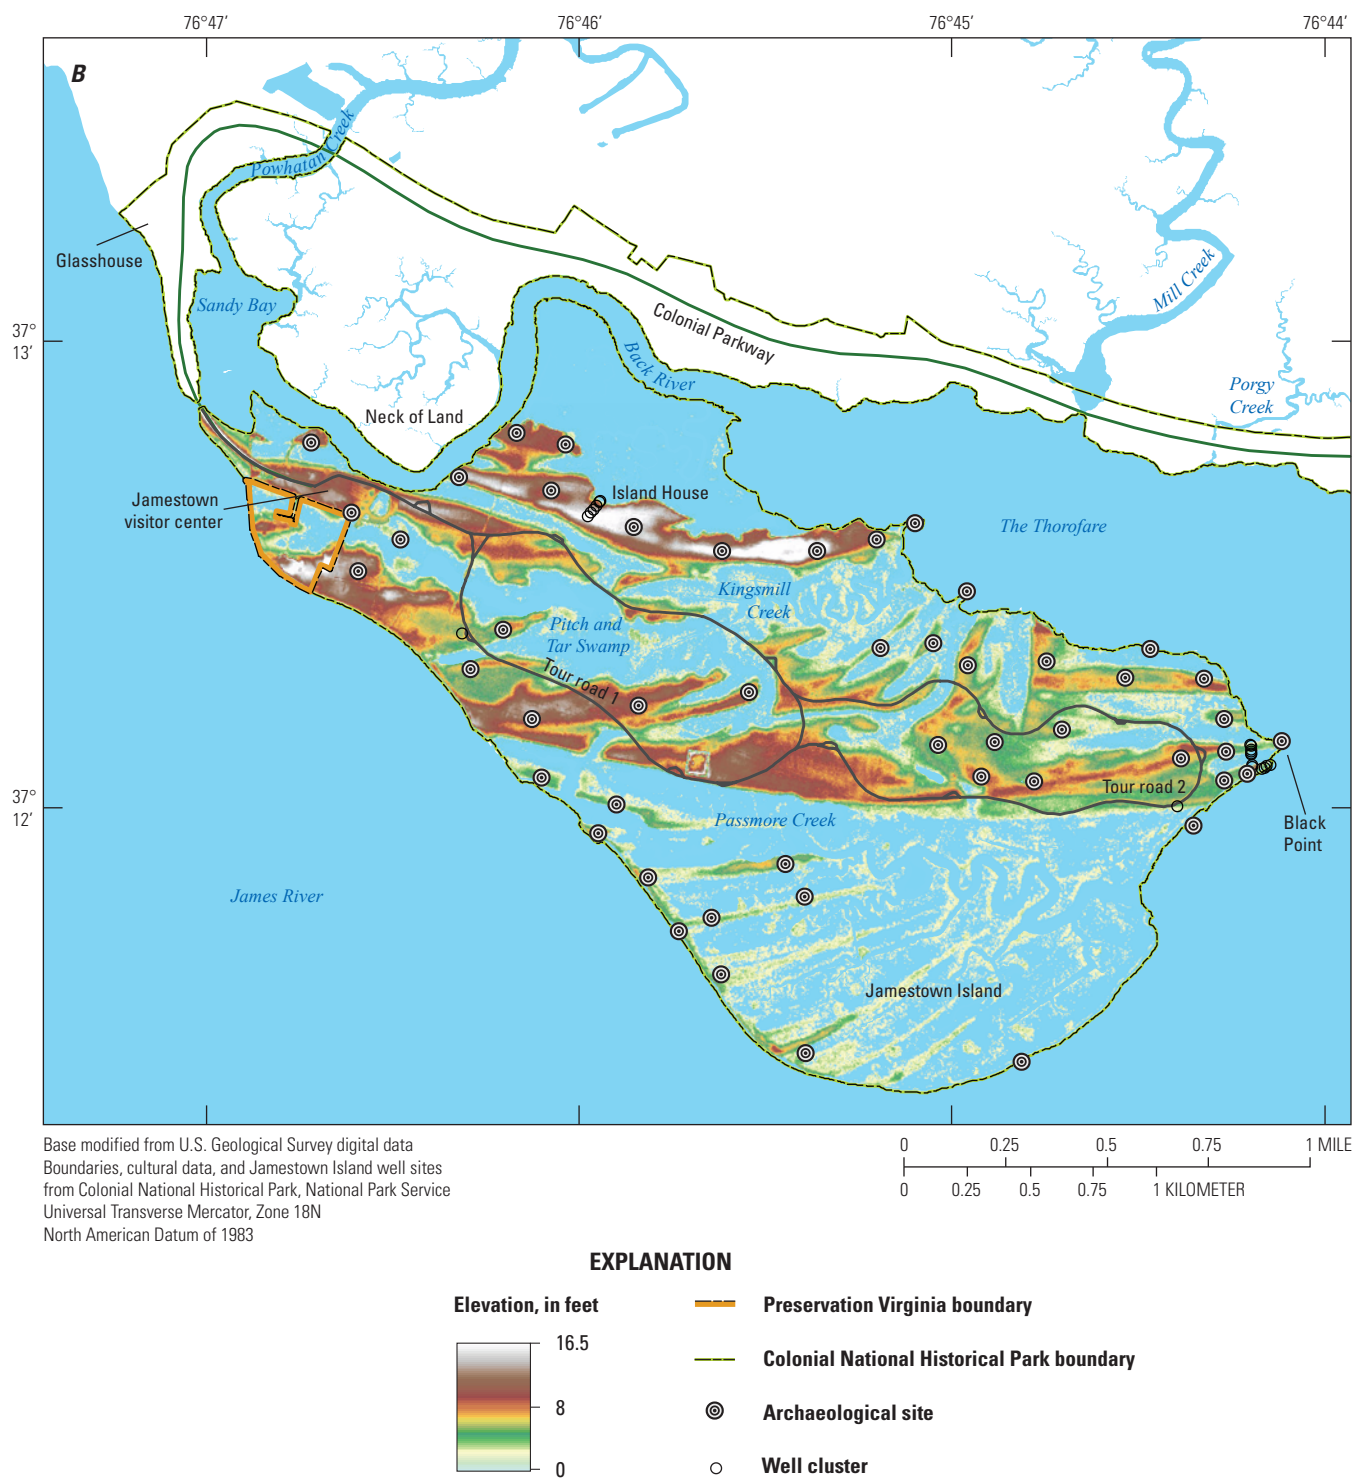 76°47'
76°46'
76°45'
76°44'
B
Powhatan Creek
Glasshouse
Sandy Bay
Mill Creek
37°
13'
Colonial Parkway
Back River
Porgy
Creek
Neck of Land
Jamestown
visitor center
Island House
The Thorofare
Kingsmill
Creek
Pitch and
Tar Swamp
Tour road 1
37°
12'
Tour road 2
Passmore Creek
Black
Point
James River
Jamestown Island
Base modified from U.S. Geological Survey digital data
Boundaries, cultural data, and Jamestown Island well sites
from Colonial National Historical Park, National Park Service
Universal Transverse Mercator, Zone 18N
North American Datum of 1983
0 0.25 0.5 0.75 1 MILE
0 0.25 0.5 0.75 1 KILOMETER
EXPLANATION
Elevation, in feet
16.5
8
0
Preservation Virginia boundary
Colonial National Historical Park boundary
Archaeological site
Well cluster